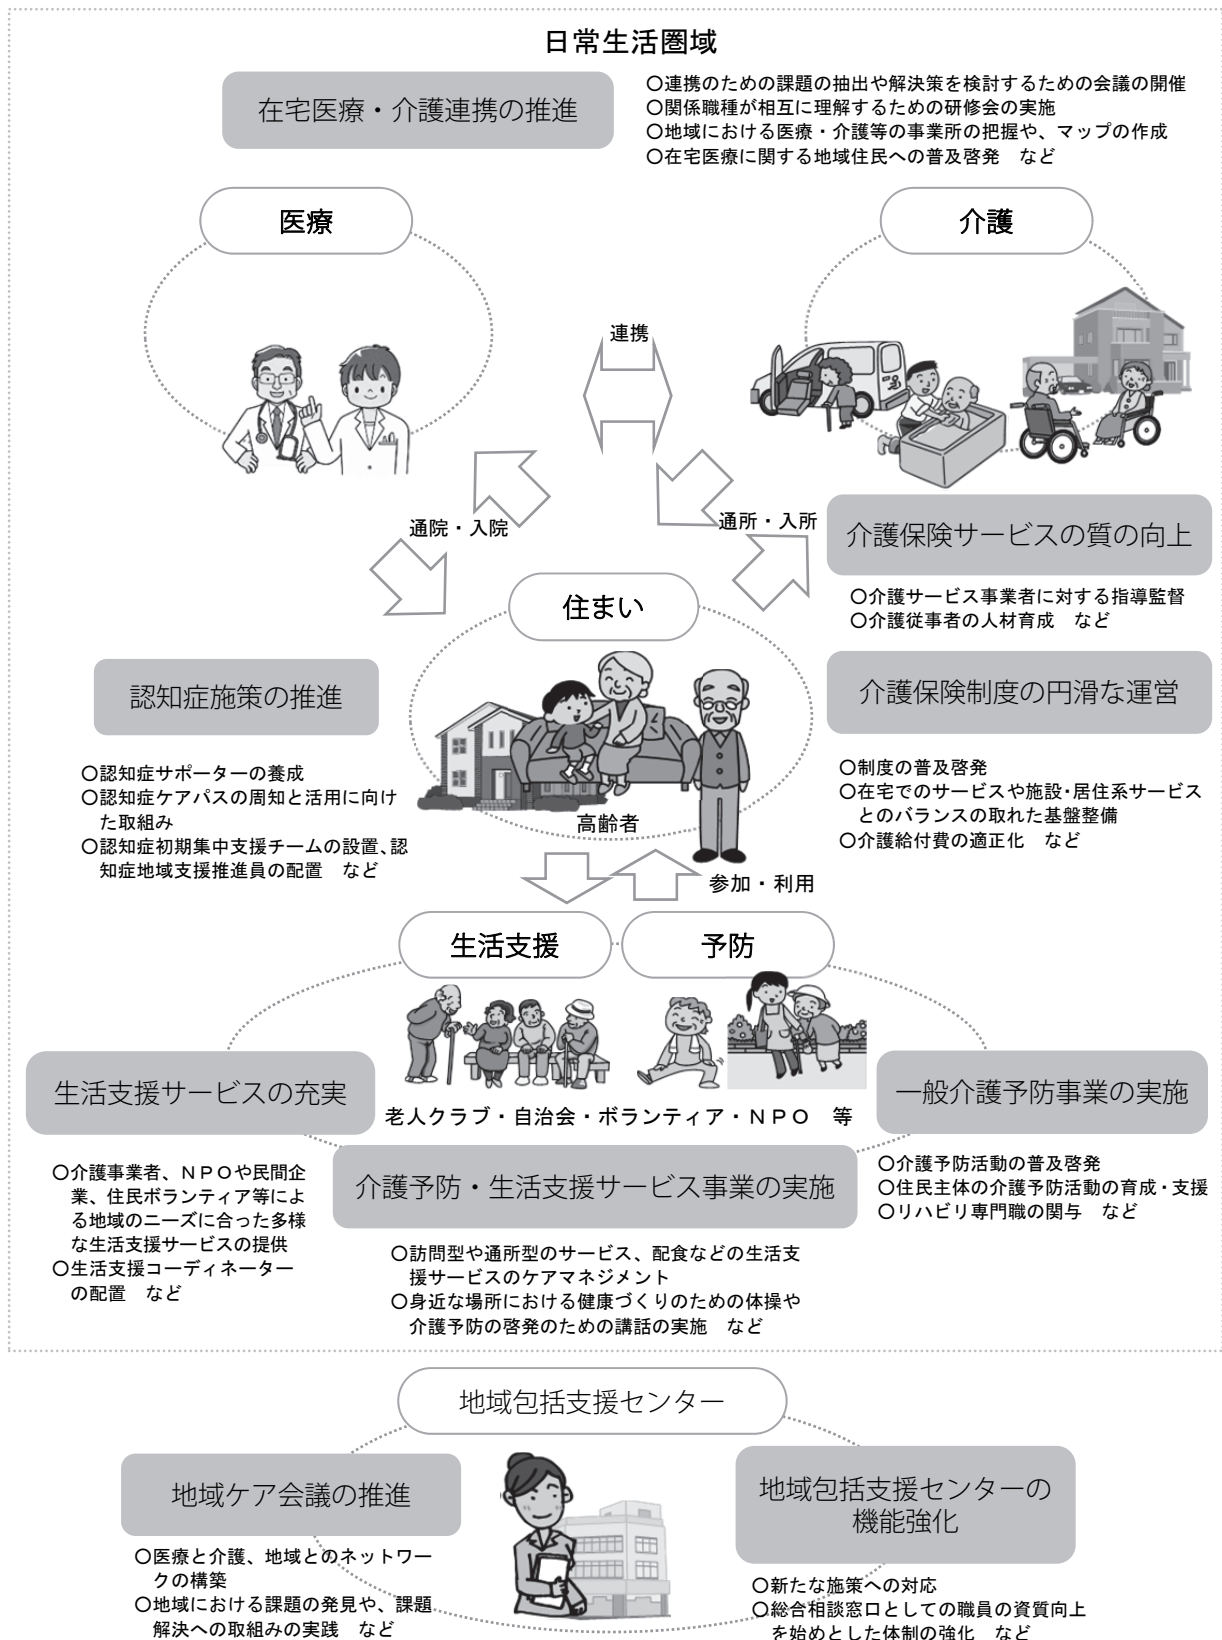 日常生活圏域
在宅医療・介護連携の推進
〇連携のための課題の抽出や解決策を検討するための会議の開催
〇関係職種が相互に理解するための研修会の実施
〇地域における医療・介護等の事業所の把握や、マップの作成
〇在宅医療に関する地域住民への普及啓発　など
医療
介護
連携
通院・入院
通所・入所
介護保険サービスの質の向上
〇介護サービス事業者に対する指導監督
〇介護従事者の人材育成　など
住まい
認知症施策の推進
〇認知症サポーターの養成
〇認知症ケアパスの周知と活用に向け
た取組み
〇認知症初期集中支援チームの設置、認
知症地域支援推進員の配置　など
介護保険制度の円滑な運営
〇制度の普及啓発
〇在宅でのサービスや施設・居住系サービス
とのバランスの取れた基盤整備
〇介護給付費の適正化　など
高齢者
参加・利用
生活支援
予防
老人クラブ・自治会・ボランティア・ＮＰＯ　等
生活支援サービスの充実
〇介護事業者、ＮＰＯや民間企
業、住民ボランティア等によ
る地域のニーズに合った多様
な生活支援サービスの提供
〇生活支援コーディネーター
の配置　など
介護予防・生活支援サービス事業の実施
〇訪問型や通所型のサービス、配食などの生活支
援サービスのケアマネジメント
〇身近な場所における健康づくりのための体操や
介護予防の啓発のための講話の実施　など
一般介護予防事業の実施
〇介護予防活動の普及啓発
〇住民主体の介護予防活動の育成・支援
〇リハビリ専門職の関与　など
地域包括支援センター
地域ケア会議の推進
〇医療と介護、地域とのネットワー
クの構築
〇地域における課題の発見や、課題
解決への取組みの実践　など
地域包括支援センターの
機能強化
〇新たな施策への対応
〇総合相談窓口としての職員の資質向上
を始めとした体制の強化　など